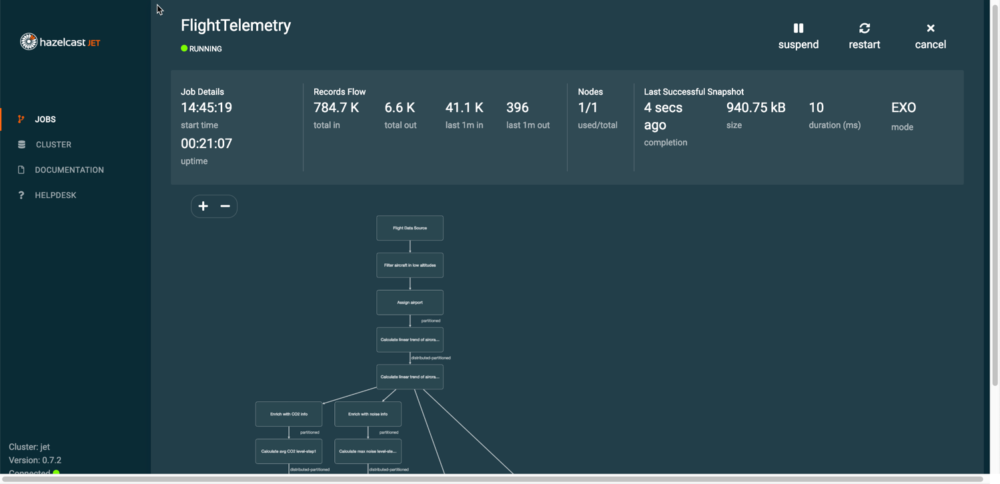 hazelcast JET
JOBS
CLUSTER
DOCUMENTATION
HELPDESK
Cluster: jet
Version: 0.7.2
Connected
FlightTelemetry
RUNNING
suspend
restart
cancel
Job Details
14:45:19
start time
00:21:07
uptime
Records Flow
784.7 K
total in
6.6 K
total out
41.1 K
last 1m in
396
last 1m out
Nodes
1/1
used/total
Last Successful Snapshot
4 secs
ago
completion
940.75 kB
size
10
duration (ms)
EXO
mode
Flight Data Source
Filter aircraft in low altitudes
Assign airport
partitioned
Calculate linear trend of aircra...
distributed-partitioned
Calculate linear trend of aircra...
Enrich with CO2 info
Enrich with noise info
partitioned
partitioned
Calculate avg CO2 level-step1
Calculate max noise level-ste...
distributed-partitioned
distributed-partitioned